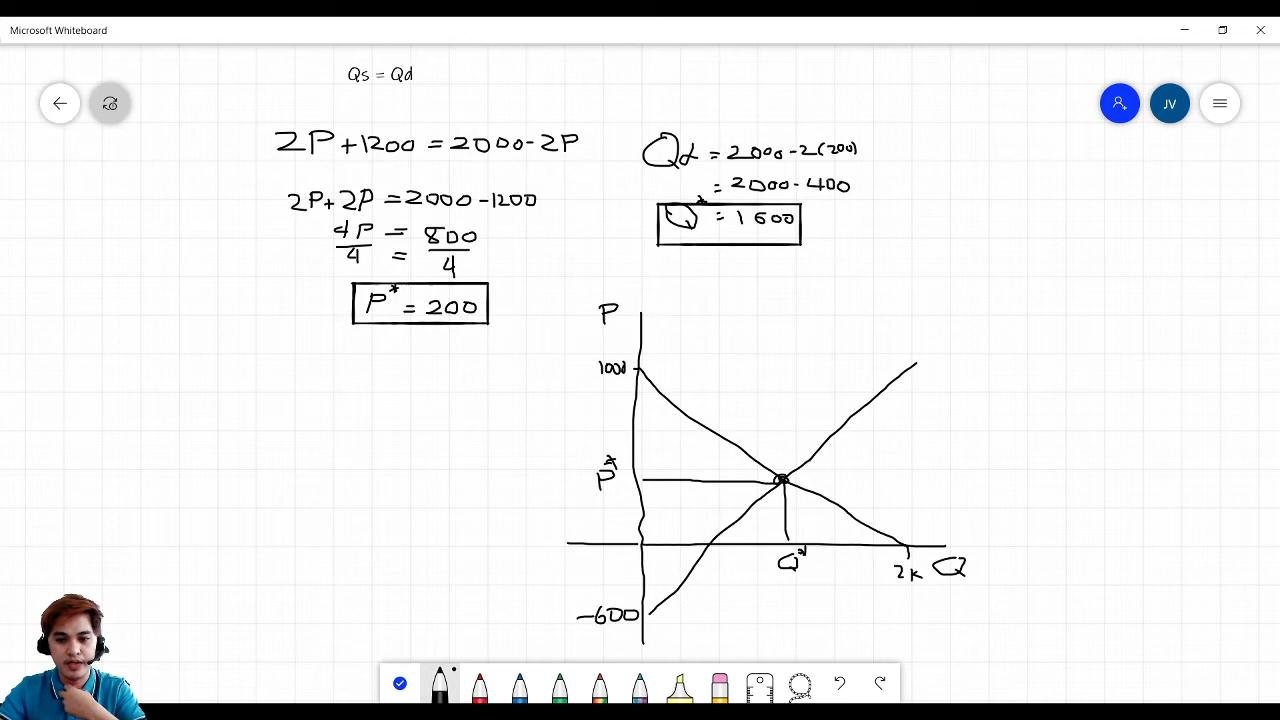 Microsoft Whiteboard
Qs = Qd
JV
2P+1200 = 2000-2P
2P+2P = 2000-1200
4P/4 = 800/4
P* = 200
Qd = 2000-2(200)
= 2000-400
Q* = 1600
P
1000
P*
Q*
2K
Q
-600